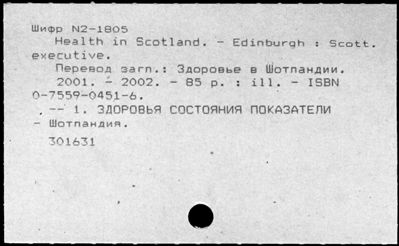 Шифр N2-1805
Health in Scotland. - Edinburgh : Scott.
executive.
Перевод загл.: Здоровье в Шотландии.
2001. - 2002. - 85 p. : ill. - ISBN
0-7559-0451-6.
-- 1. ЗДОРОВЬЯ СОСТОЯНИЯ ПОКАЗАТЕЛИ
- Шотландия.
301631